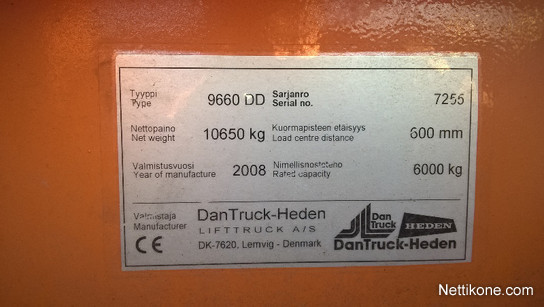 Tyyppi Sarjanro
Type 9660 DD Serial no. 7255
Nettopaino Kuormapisteen etäisyys
Net weight 10650 kg Load centre distance 600 mm
Valmistusvuosi Nimellisnostoteho
Year of manufacture 2008 Rated capacity 6000 kg
Valmistaja DanTruck-Heden
Manufacturer LIFTTRUCK A/S
CE DK-7620, Lemvig - Denmark
Dan
Truck HEDEN
DanTruck-Heden
Nettikone.com